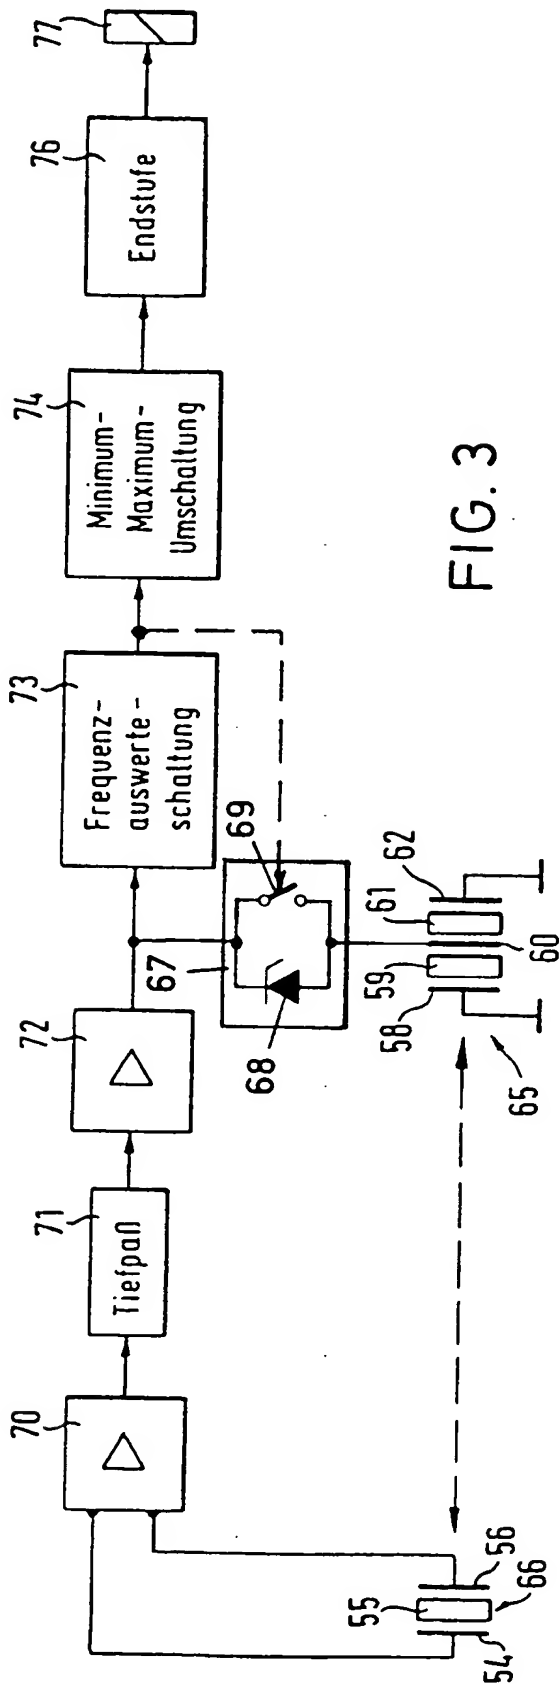 70
71
Tiefpaß
72
73
Frequenz-
auswerte-
schaltung
74
Minimum-
Maximum-
Umschaltung
76
Endstufe
77
67
68
69
54
55
56
66
58
59
60
61
62
65
FIG. 3